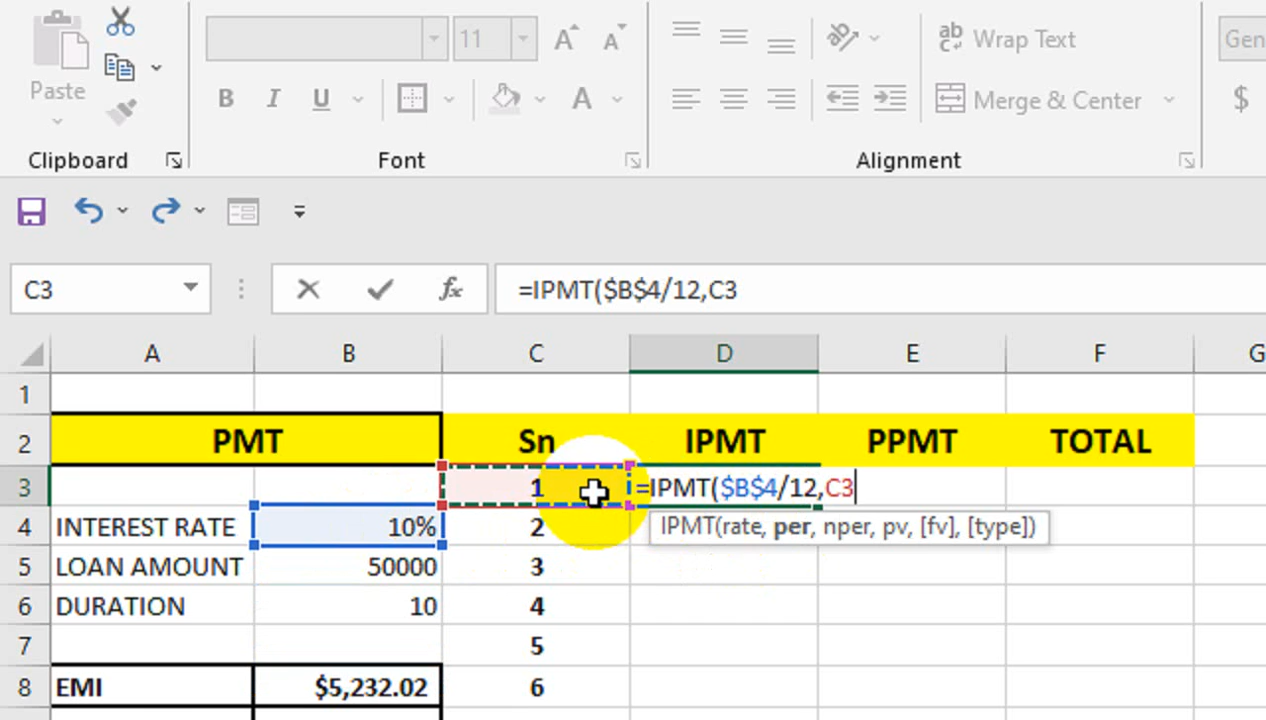 11
ab
Wrap Text
Gen
Paste
B I U
A
Merge & Center
$
Clipboard
Font
Alignment
C3
fx
=IPMT($B$4/12,C3
A B C D E F G
1
2 PMT Sn IPMT PPMT TOTAL
3 1 =IPMT($B$4/12,C3
4 INTEREST RATE 10% 2
IPMT(rate, per, nper, pv, [fv], [type])
5 LOAN AMOUNT 50000 3
6 DURATION 10 4
7 5
8 EMI $5,232.02 6